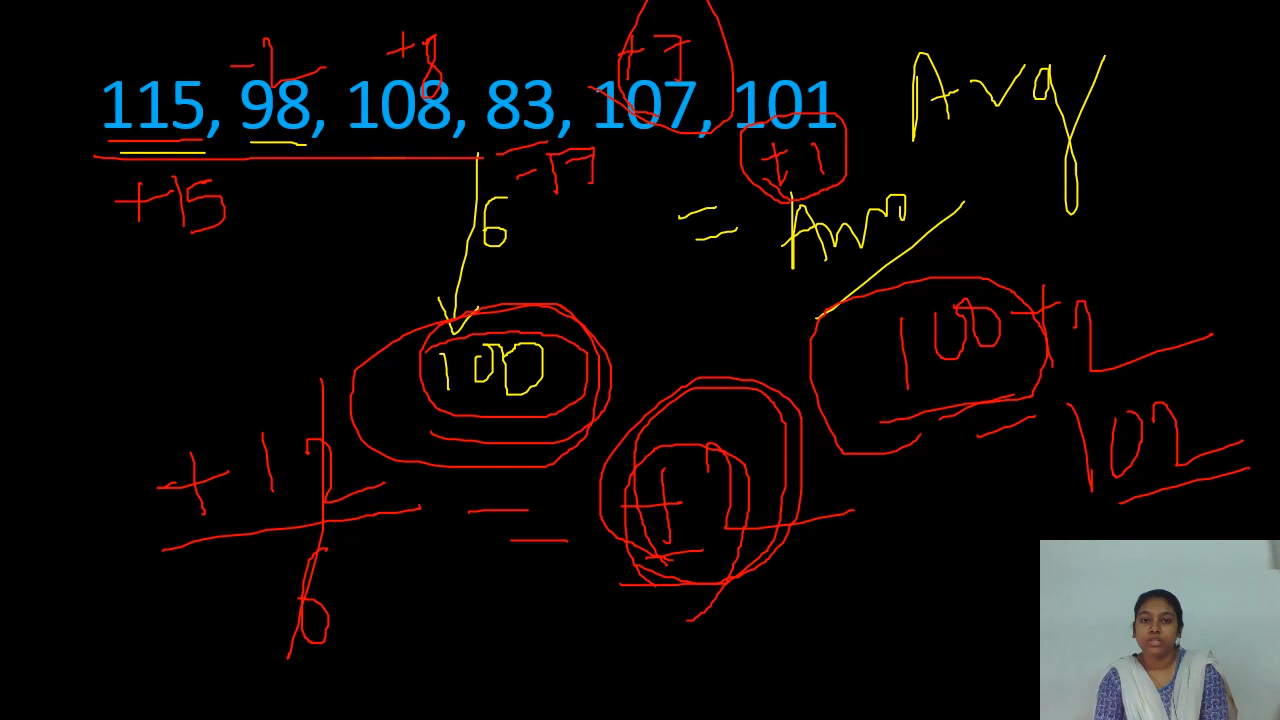 -2 +8 +7
115, 98, 108, 83, 107, 101 Avg
+15 -17 +1
6 =
100 100+2
+12 = +2 = 102
6